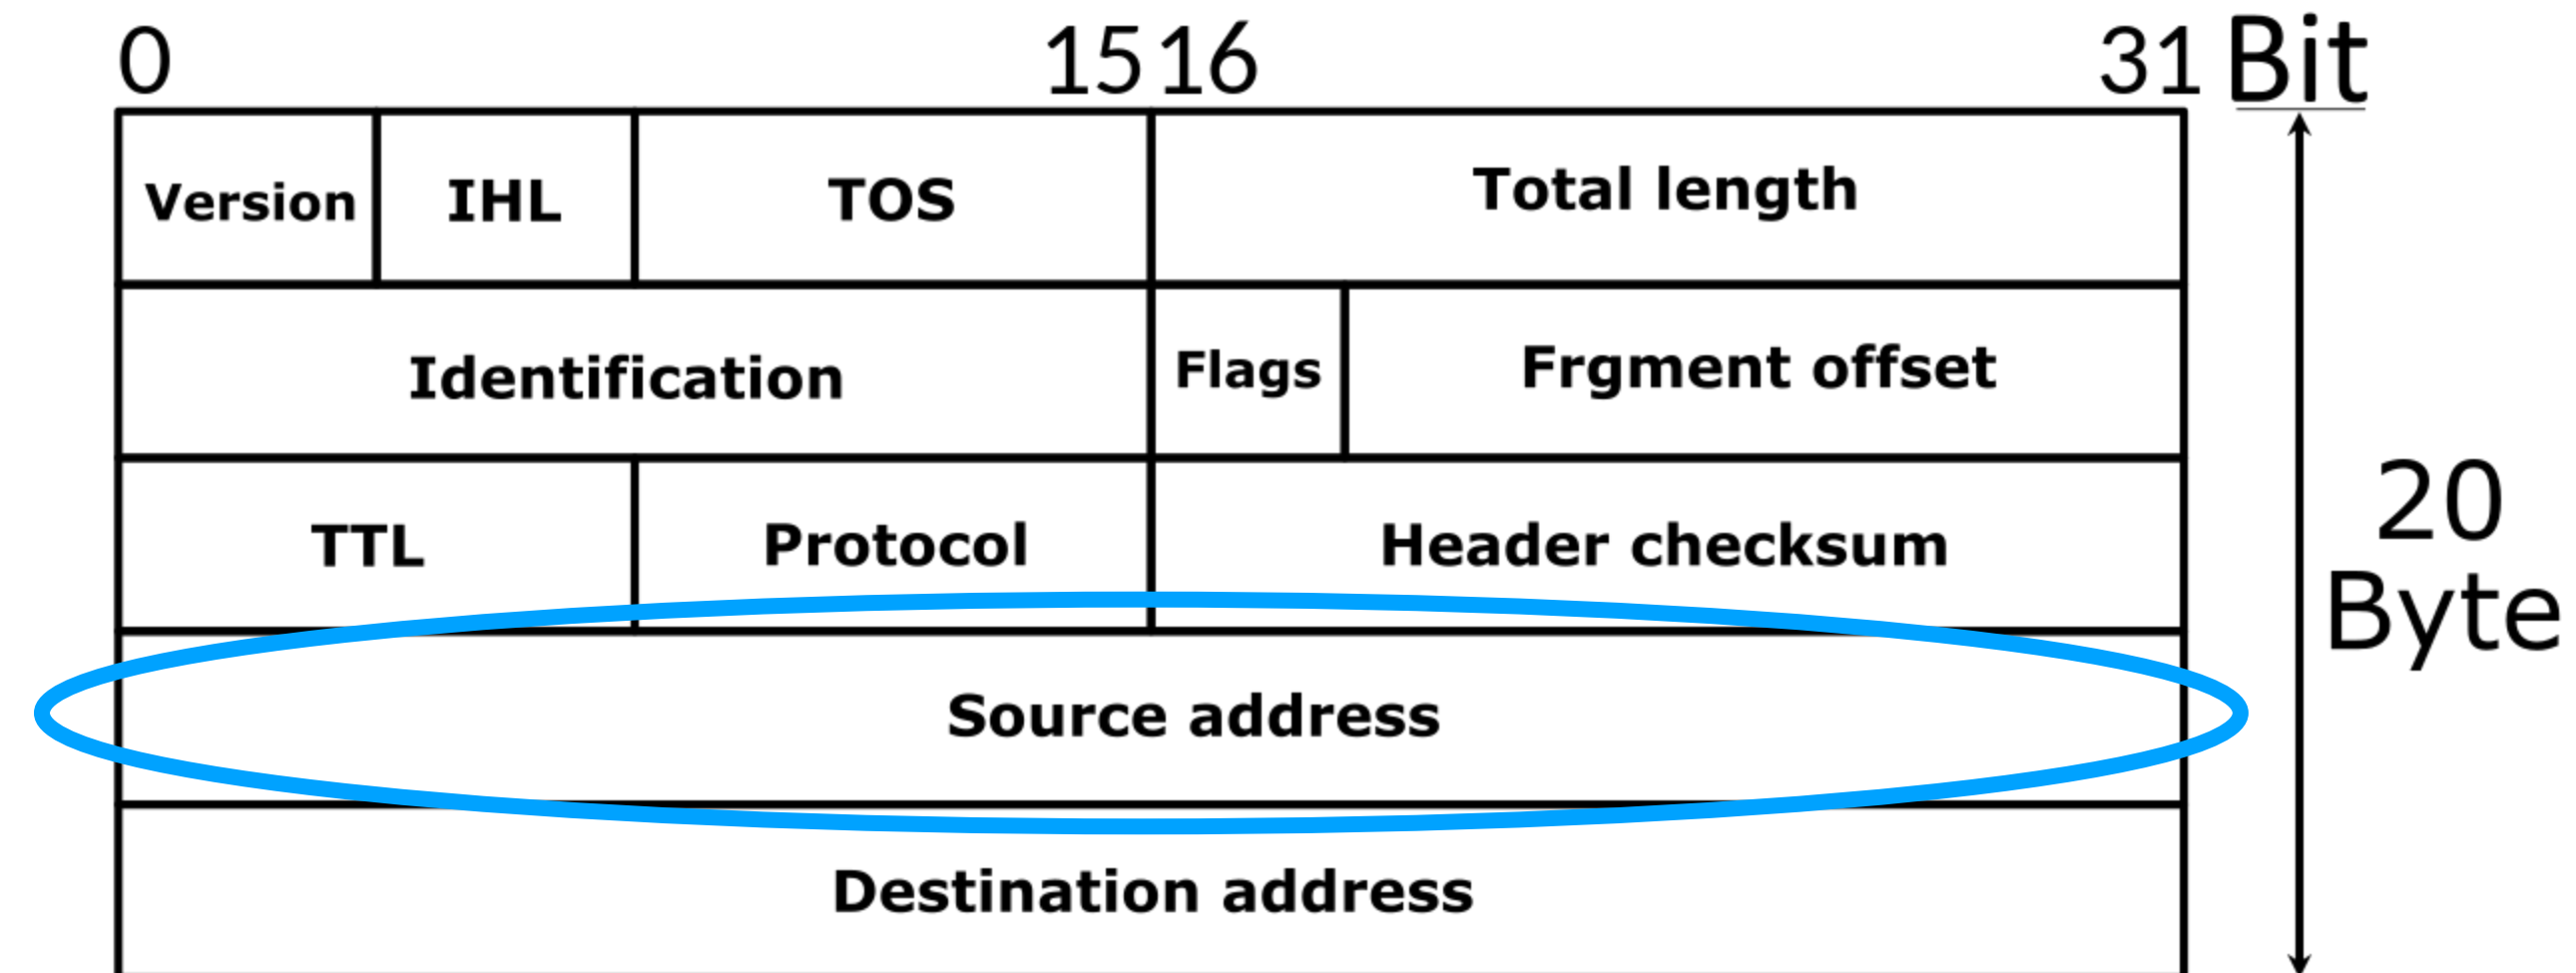 0 15 16 31 Bit
Version IHL TOS Total length
Identification Flags Frgment offset
TTL Protocol Header checksum
Source address
Destination address
20
Byte